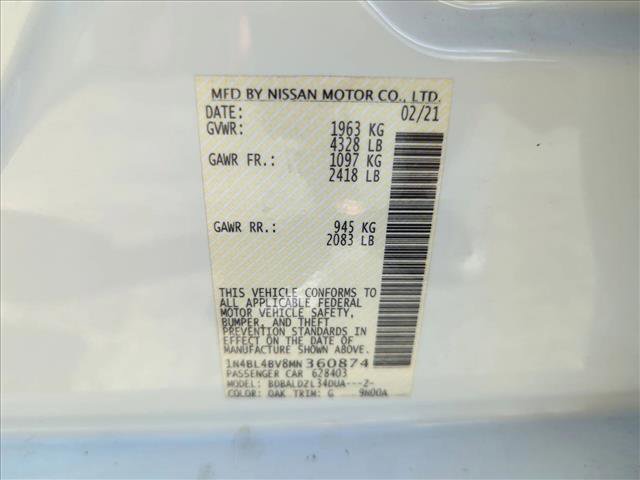 MFD BY NISSAN MOTOR CO., LTD.
DATE: 02/21
GVWR: 1963 KG
4328 LB
GAWR FR.: 1097 KG
2418 LB
GAWR RR.: 945 KG
2083 LB
THIS VEHICLE CONFORMS TO
ALL APPLICABLE FEDERAL
MOTOR VEHICLE SAFETY,
BUMPER, AND THEFT
PREVENTION STANDARDS IN
EFFECT ON THE DATE OF
MANUFACTURE SHOWN ABOVE.
1N4BL4BV8MN360874
PASSENGER CAR 628403
MODEL: BDBALDZL34DUA---2-
COLOR: QAK TRIM: G 9N00A